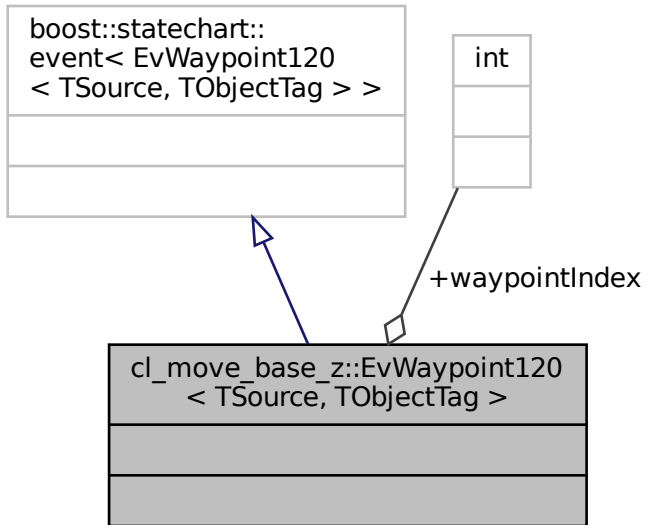 boost::statechart::
event< EvWaypoint120
< TSource, TObjectTag > >
int
+waypointIndex
cl_move_base_z::EvWaypoint120
< TSource, TObjectTag >